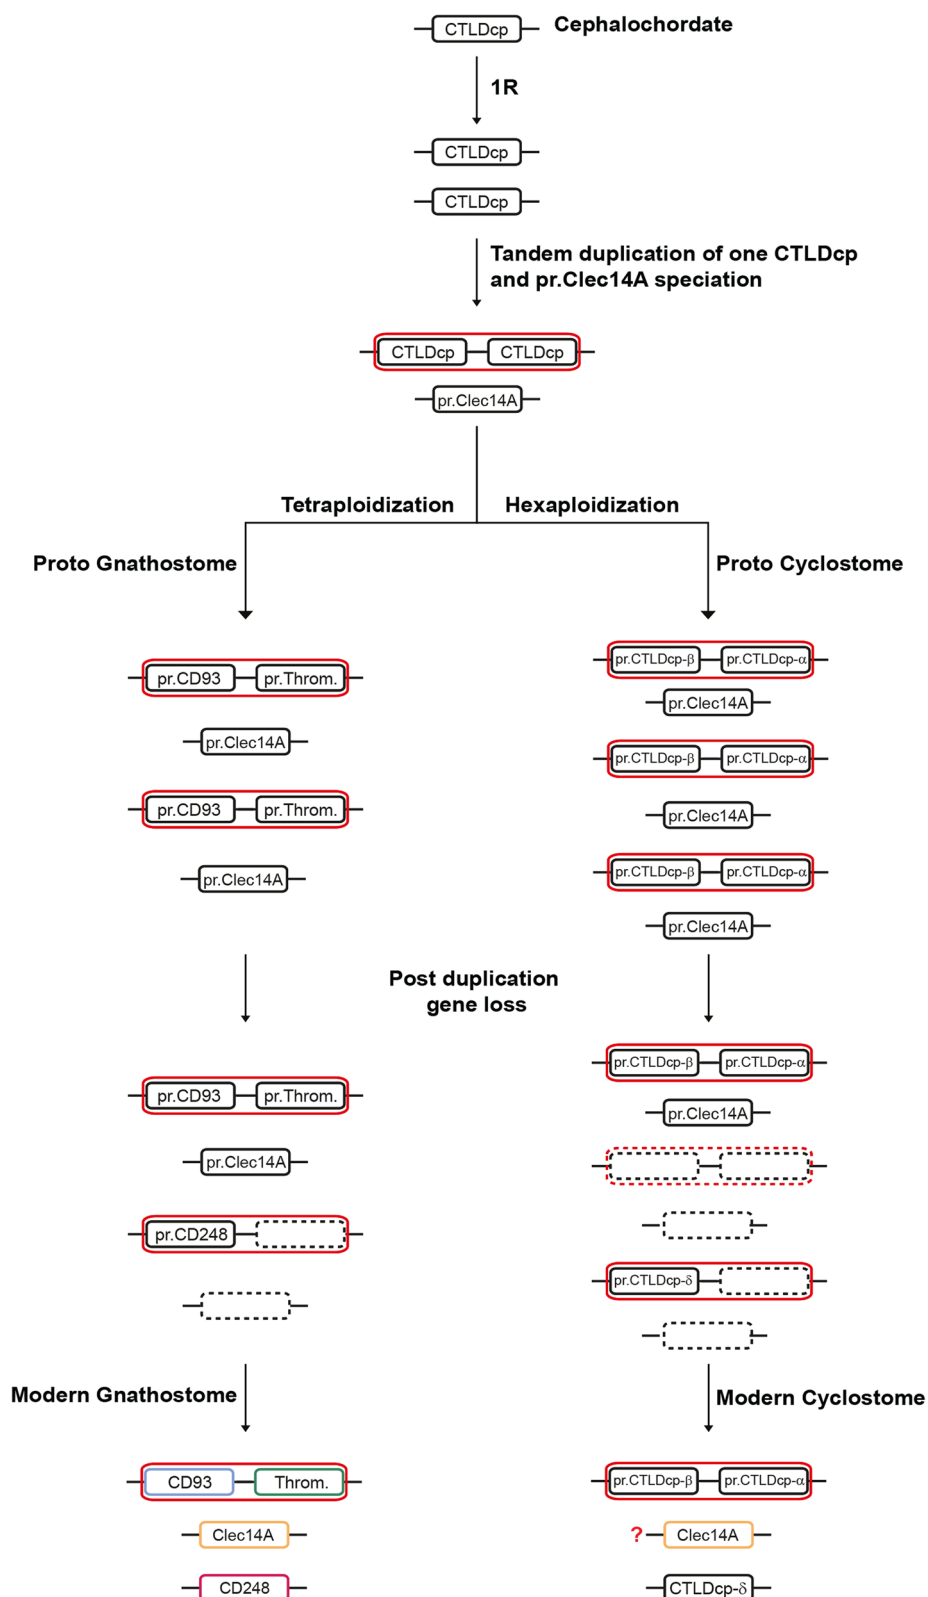 CTLDcp Cephalochordate
1R
CTLDcp
CTLDcp
Tandem duplication of one CTLDcp
and pr.Clec14A speciation
CTLDcp CTLDcp
pr.Clec14A
Tetraploidization Hexaploidization
Proto Gnathostome
pr.CD93 pr.Throm.
pr.Clec14A
pr.CD93 pr.Throm.
pr.Clec14A
Proto Cyclostome
pr.CTLDcp-β pr.CTLDcp-α
pr.Clec14A
pr.CTLDcp-β pr.CTLDcp-α
pr.Clec14A
pr.CTLDcp-β pr.CTLDcp-α
pr.Clec14A
Post duplication
gene loss
pr.CD93 pr.Throm.
pr.Clec14A
pr.CD248
pr.CTLDcp-β pr.CTLDcp-α
pr.Clec14A
pr.CTLDcp-δ
Modern Gnathostome
CD93 Throm.
Clec14A
CD248
Modern Cyclostome
pr.CTLDcp-β pr.CTLDcp-α
? Clec14A
CTLDcp-δ